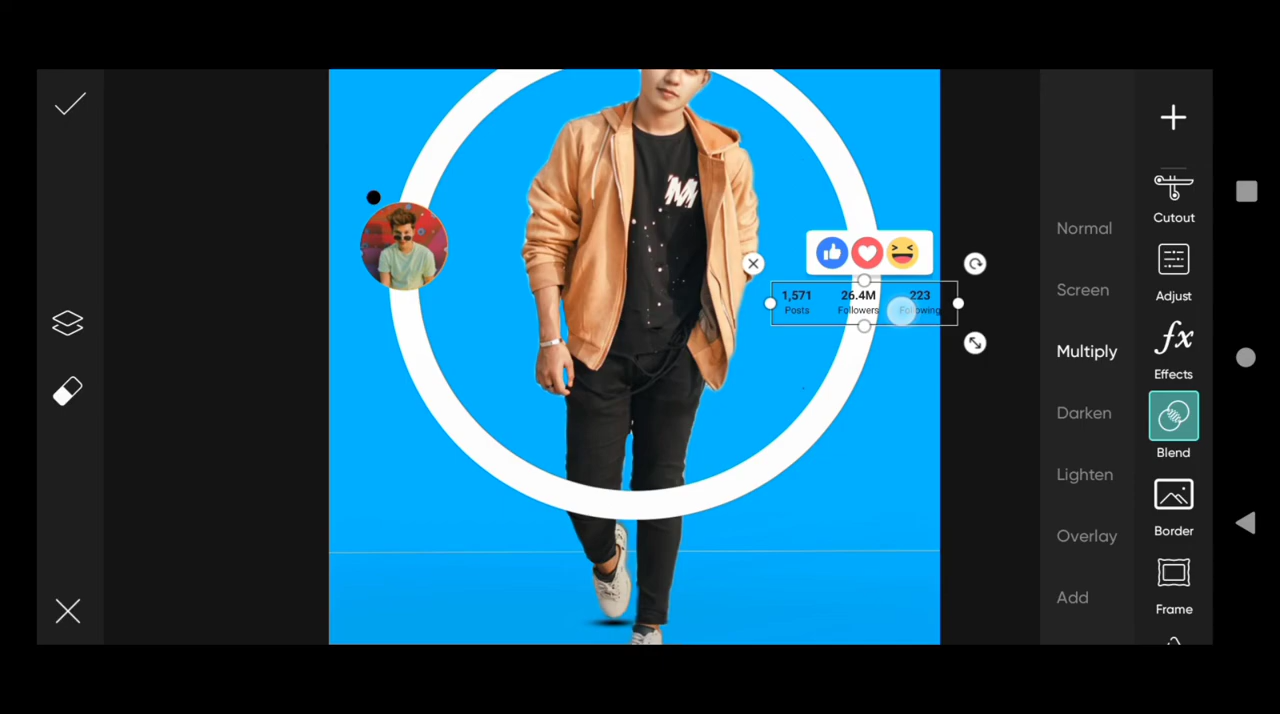 1,571 26.4M 223
Posts Followers Following
Normal
Screen
Multiply
Darken
Lighten
Overlay
Add
Cutout
Adjust
fx
Effects
Blend
Border
Frame